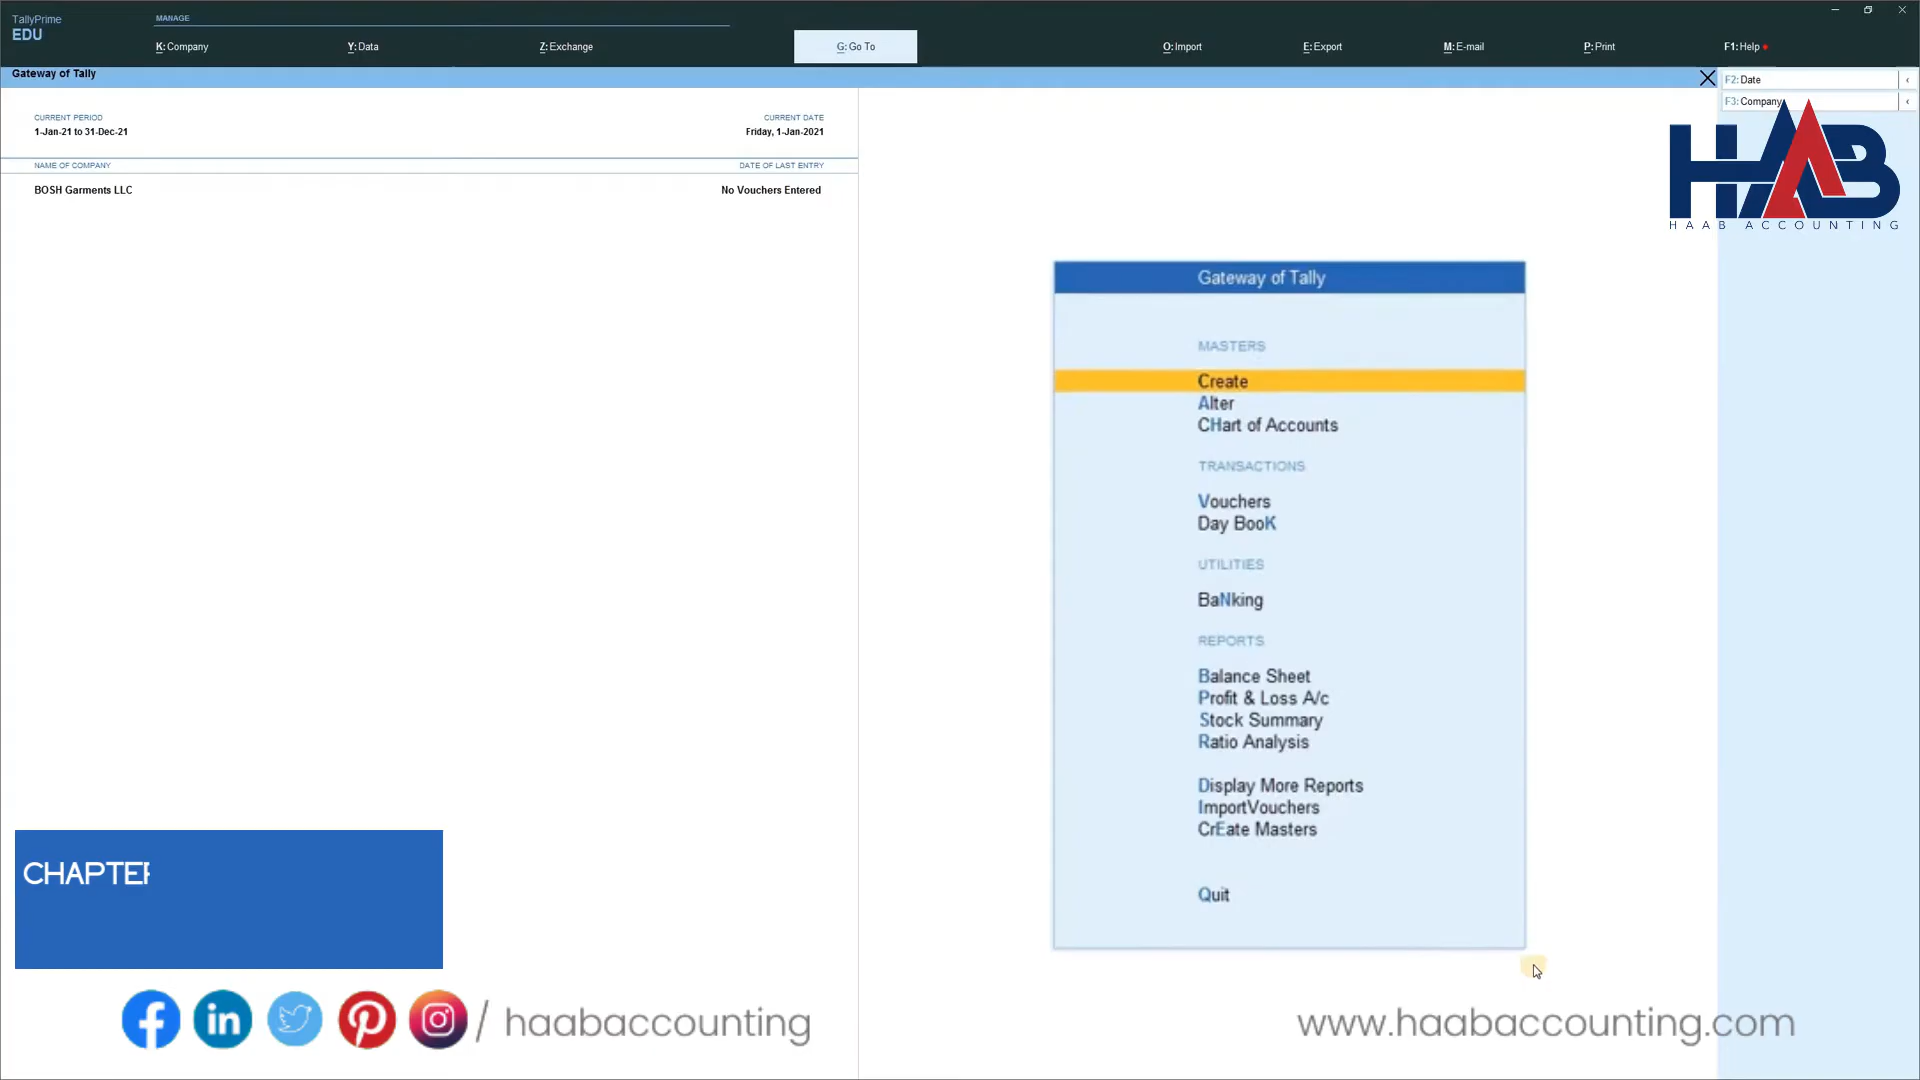 TallyPrime
EDU
MANAGE
K: Company
Y: Data
Z: Exchange
G: Go To
O: Import
E: Export
M: E-mail
P: Print
F1: Help
Gateway of Tally
F2: Date
F3: Company
CURRENT PERIOD
1-Jan-21 to 31-Dec-21
CURRENT DATE
Friday, 1-Jan-2021
NAME OF COMPANY
DATE OF LAST ENTRY
BOSH Garments LLC
No Vouchers Entered
HAAB
HAAB ACCOUNTING
Gateway of Tally
MASTERS
Create
Alter
CHart of Accounts
TRANSACTIONS
Vouchers
Day BooK
UTILITIES
BaNking
REPORTS
Balance Sheet
Profit & Loss A/c
Stock Summary
Ratio Analysis
Display More Reports
ImportVouchers
CrEate Masters
Quit
CHAPTER
/ haabaccounting
www.haabaccounting.com